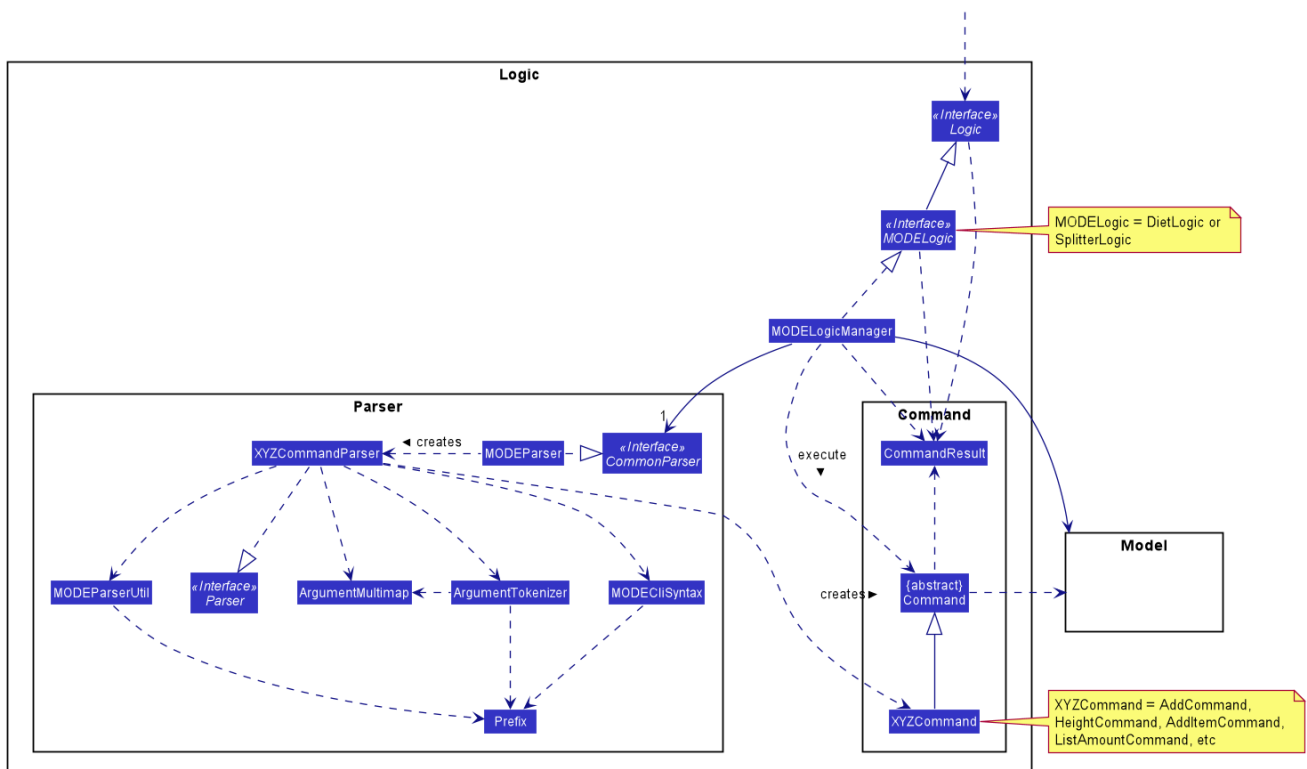 Logic
«Interface»
Logic
«Interface»
MODELogic
MODELogic = DietLogic or
SplitterLogic
MODELogicManager
Parser
1
Command
XYZCommandParser
◄ creates
MODEParser
«Interface»
CommonParser
execute
▼
CommandResult
Model
MODEParserUtil
«Interface»
Parser
ArgumentMultimap
ArgumentTokenizer
MODECliSyntax
creates ►
{abstract}
Command
Prefix
XYZCommand
XYZCommand = AddCommand,
HeightCommand, AddItemCommand,
ListAmountCommand, etc